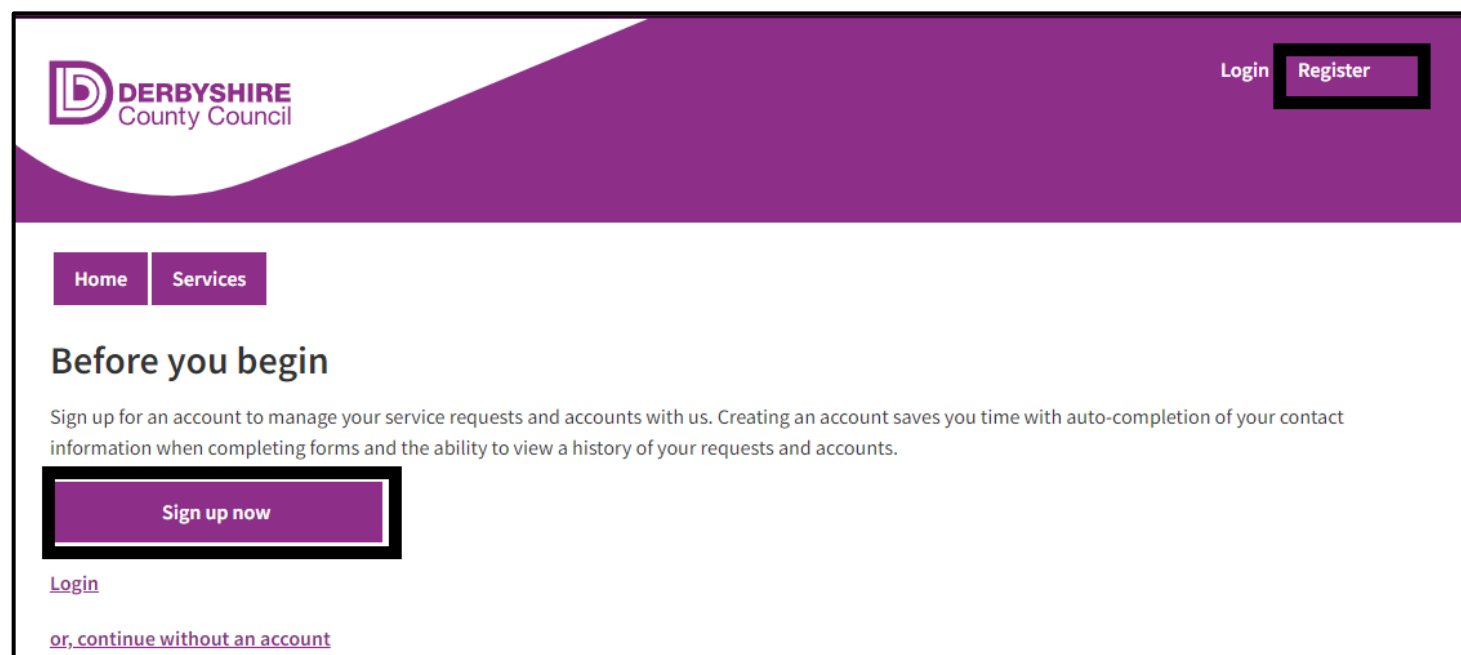 DERBYSHIRE
County Council
Login Register
Home Services
Before you begin
Sign up for an account to manage your service requests and accounts with us. Creating an account saves you time with auto-completion of your contact
information when completing forms and the ability to view a history of your requests and accounts.
Sign up now
Login
or, continue without an account